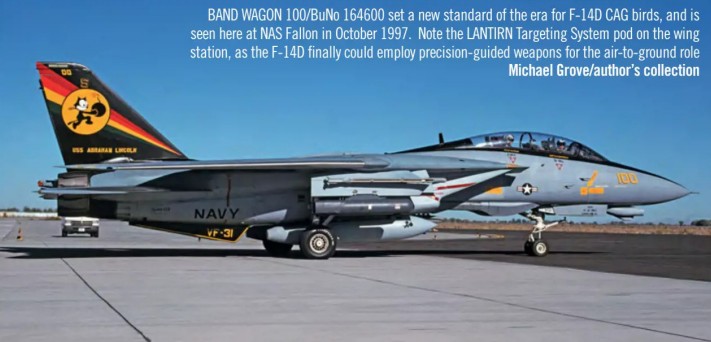 BAND WAGON 100/BuNo 164600 set a new standard of the era for F-14D CAG birds, and is
seen here at NAS Fallon in October 1997. Note the LANTIRN Targeting System pod on the wing
station, as the F-14D finally could employ precision-guided weapons for the air-to-ground role
Michael Grove/author's collection
00
USS ABRAHAM LINCOLN
100
NAVY
VF-31